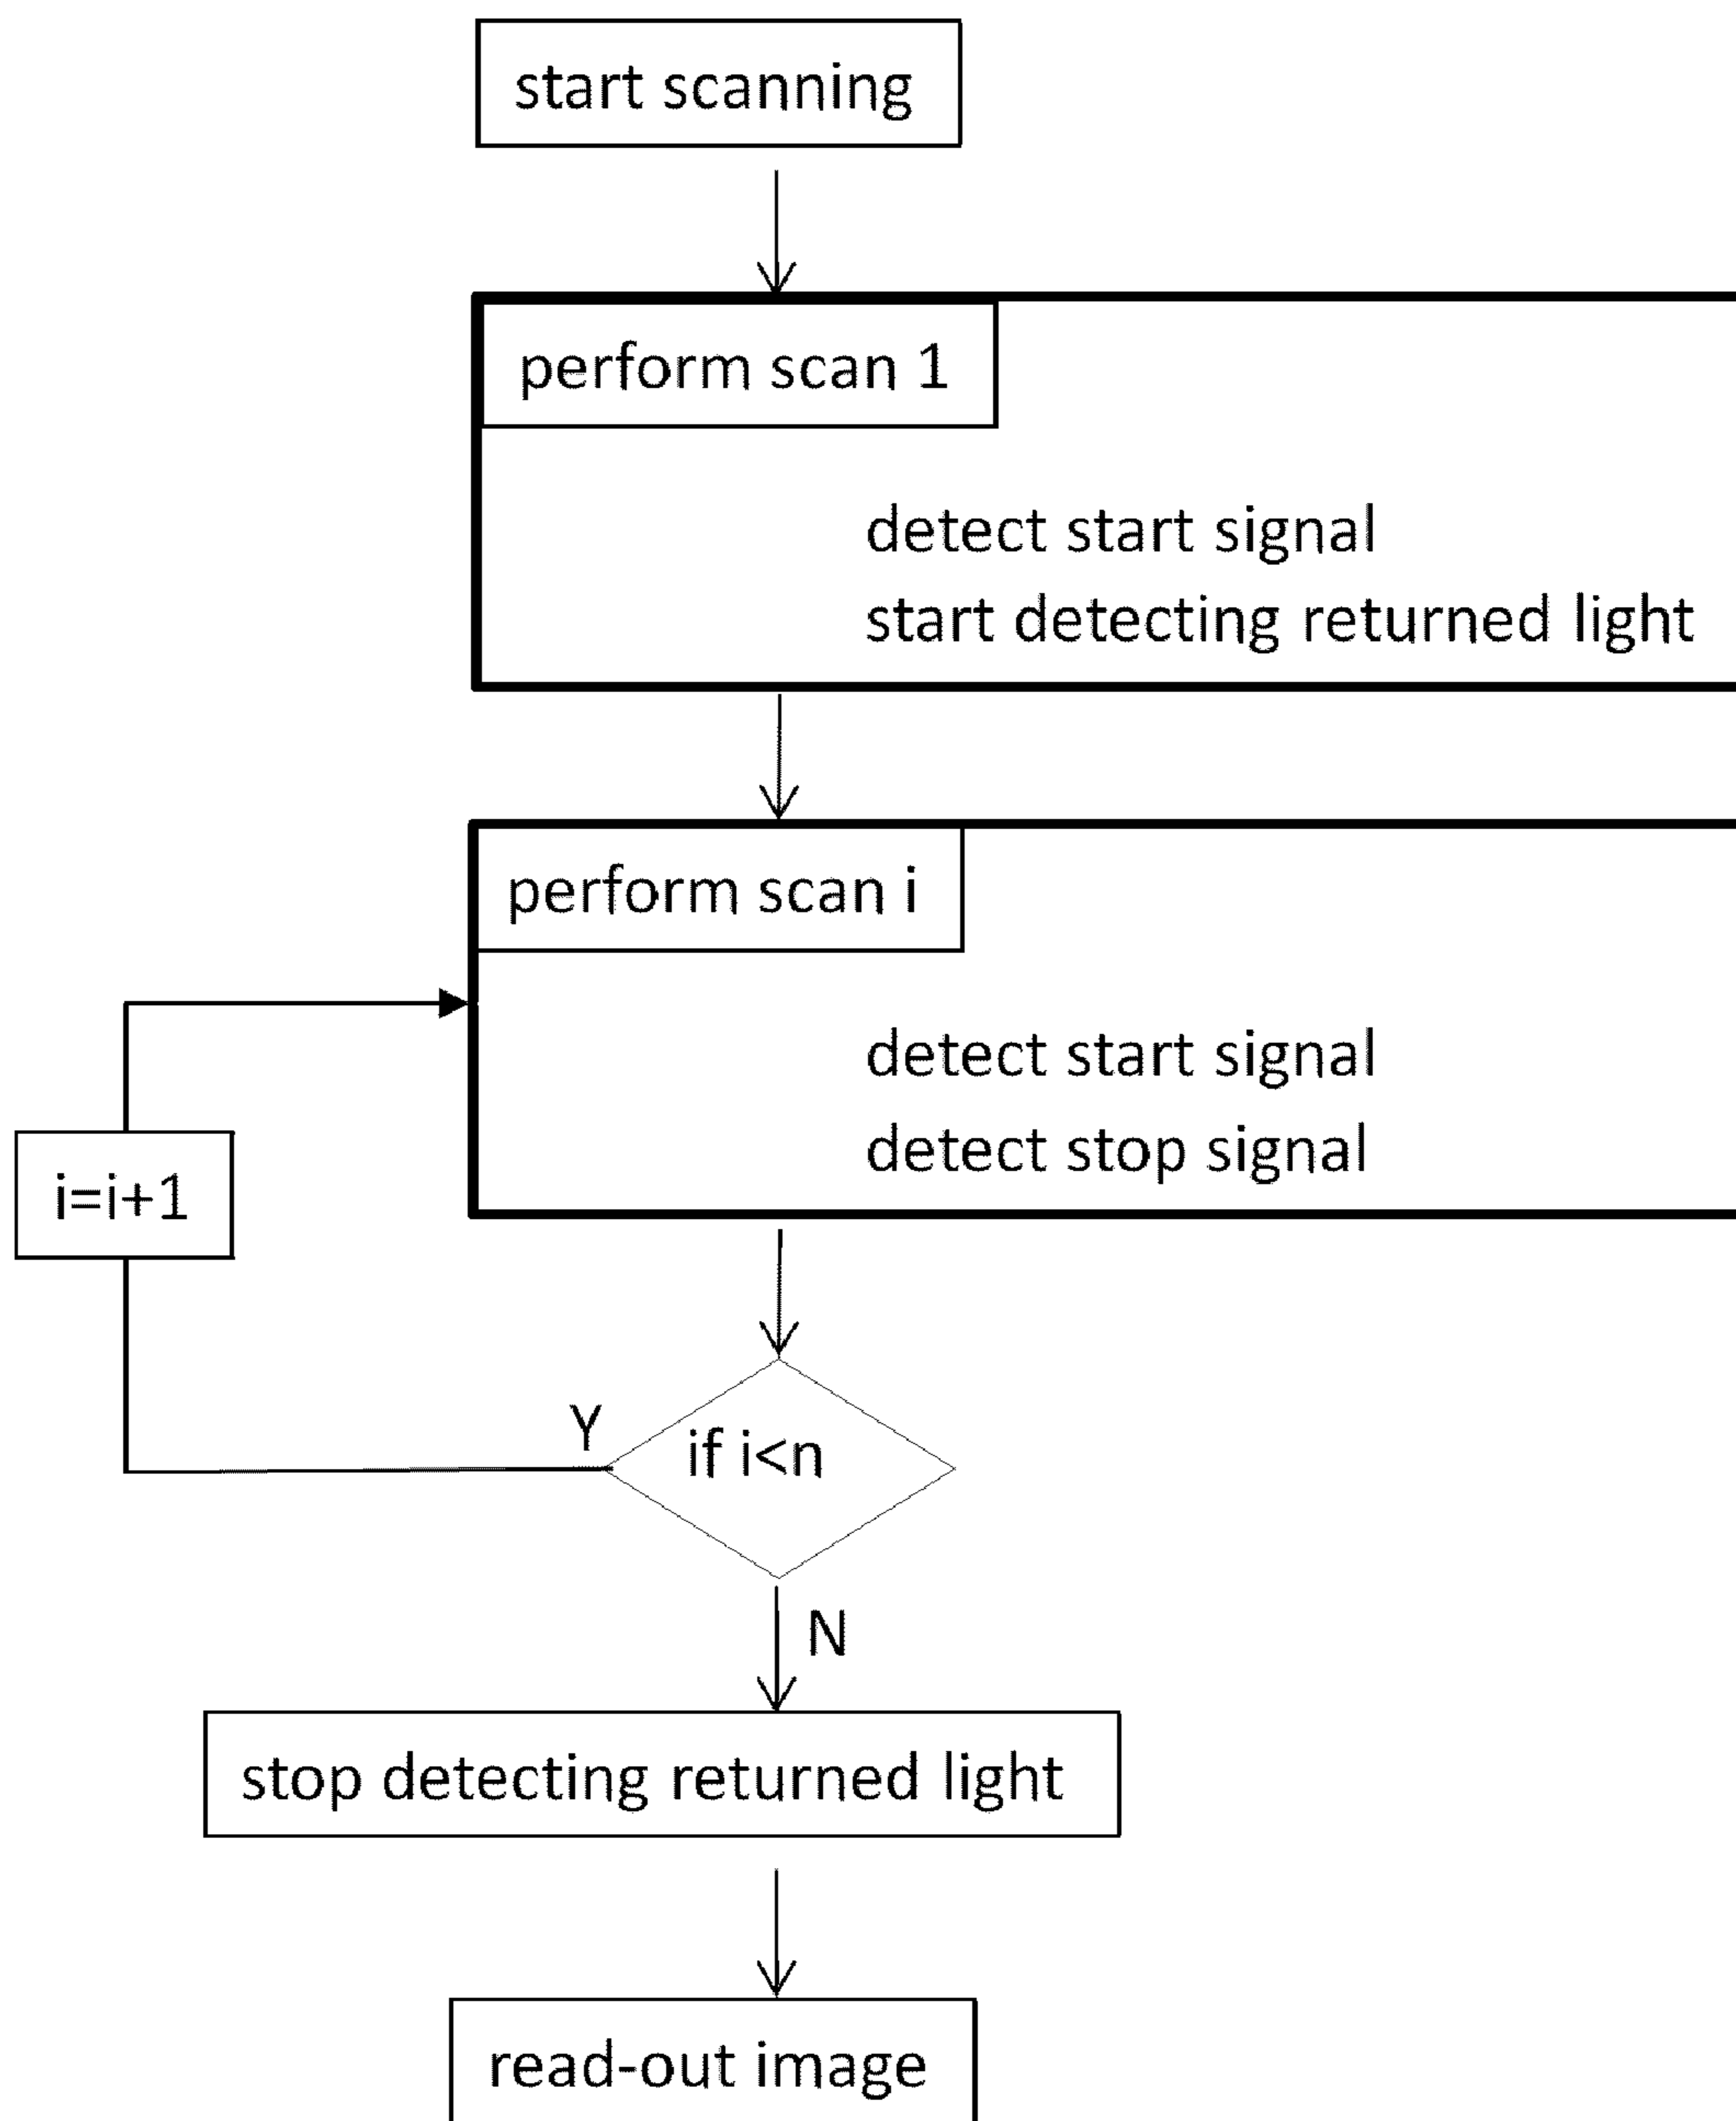 start scanning
perform scan 1
detect start signal
start detecting returned light
perform scan i
detect start signal
detect stop signal
i=i+1
Y
if i<n
N
stop detecting returned light
read-out image